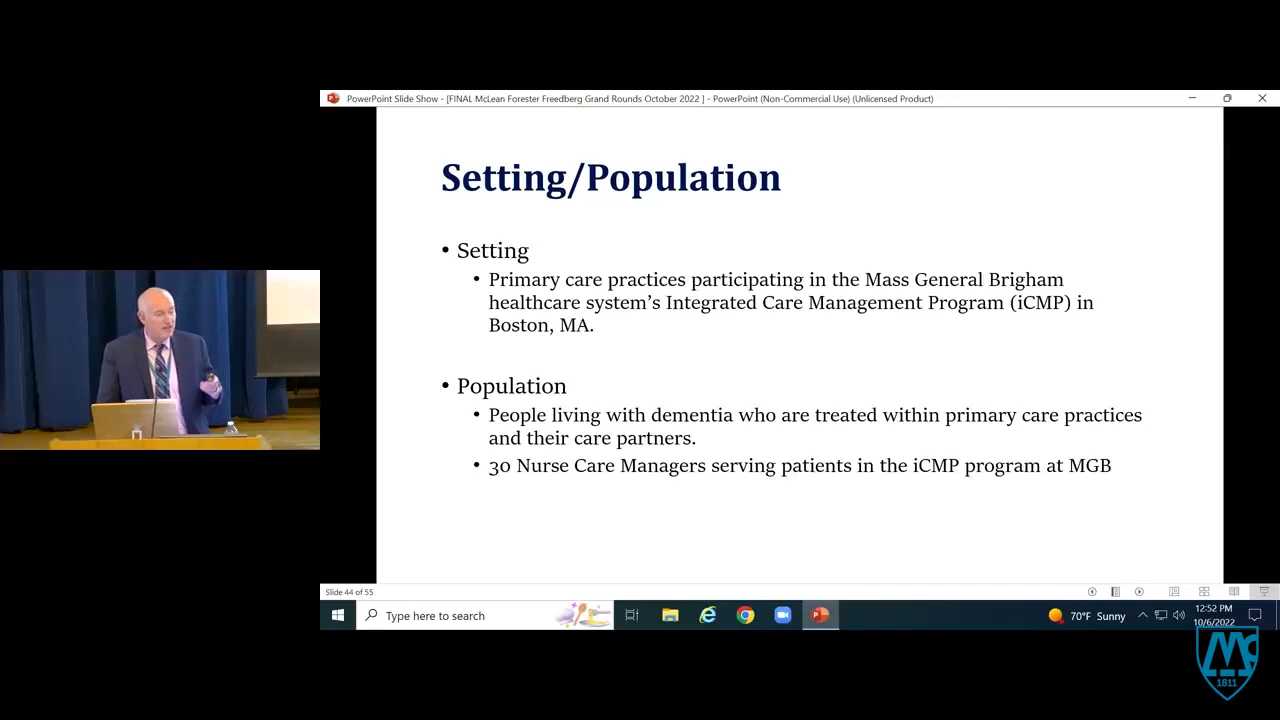 PowerPoint Slide Show - [FINAL McLean Forester Freedberg Grand Rounds October 2022 ] - PowerPoint (Non-Commercial Use) (Unlicensed Product)
Setting/Population
• Setting
• Primary care practices participating in the Mass General Brigham
healthcare system's Integrated Care Management Program (iCMP) in
Boston, MA.
• Population
• People living with dementia who are treated within primary care practices
and their care partners.
• 30 Nurse Care Managers serving patients in the iCMP program at MGB
Slide 44 of 55
Type here to search
70°F Sunny
12:52 PM
10/6/2022
1811